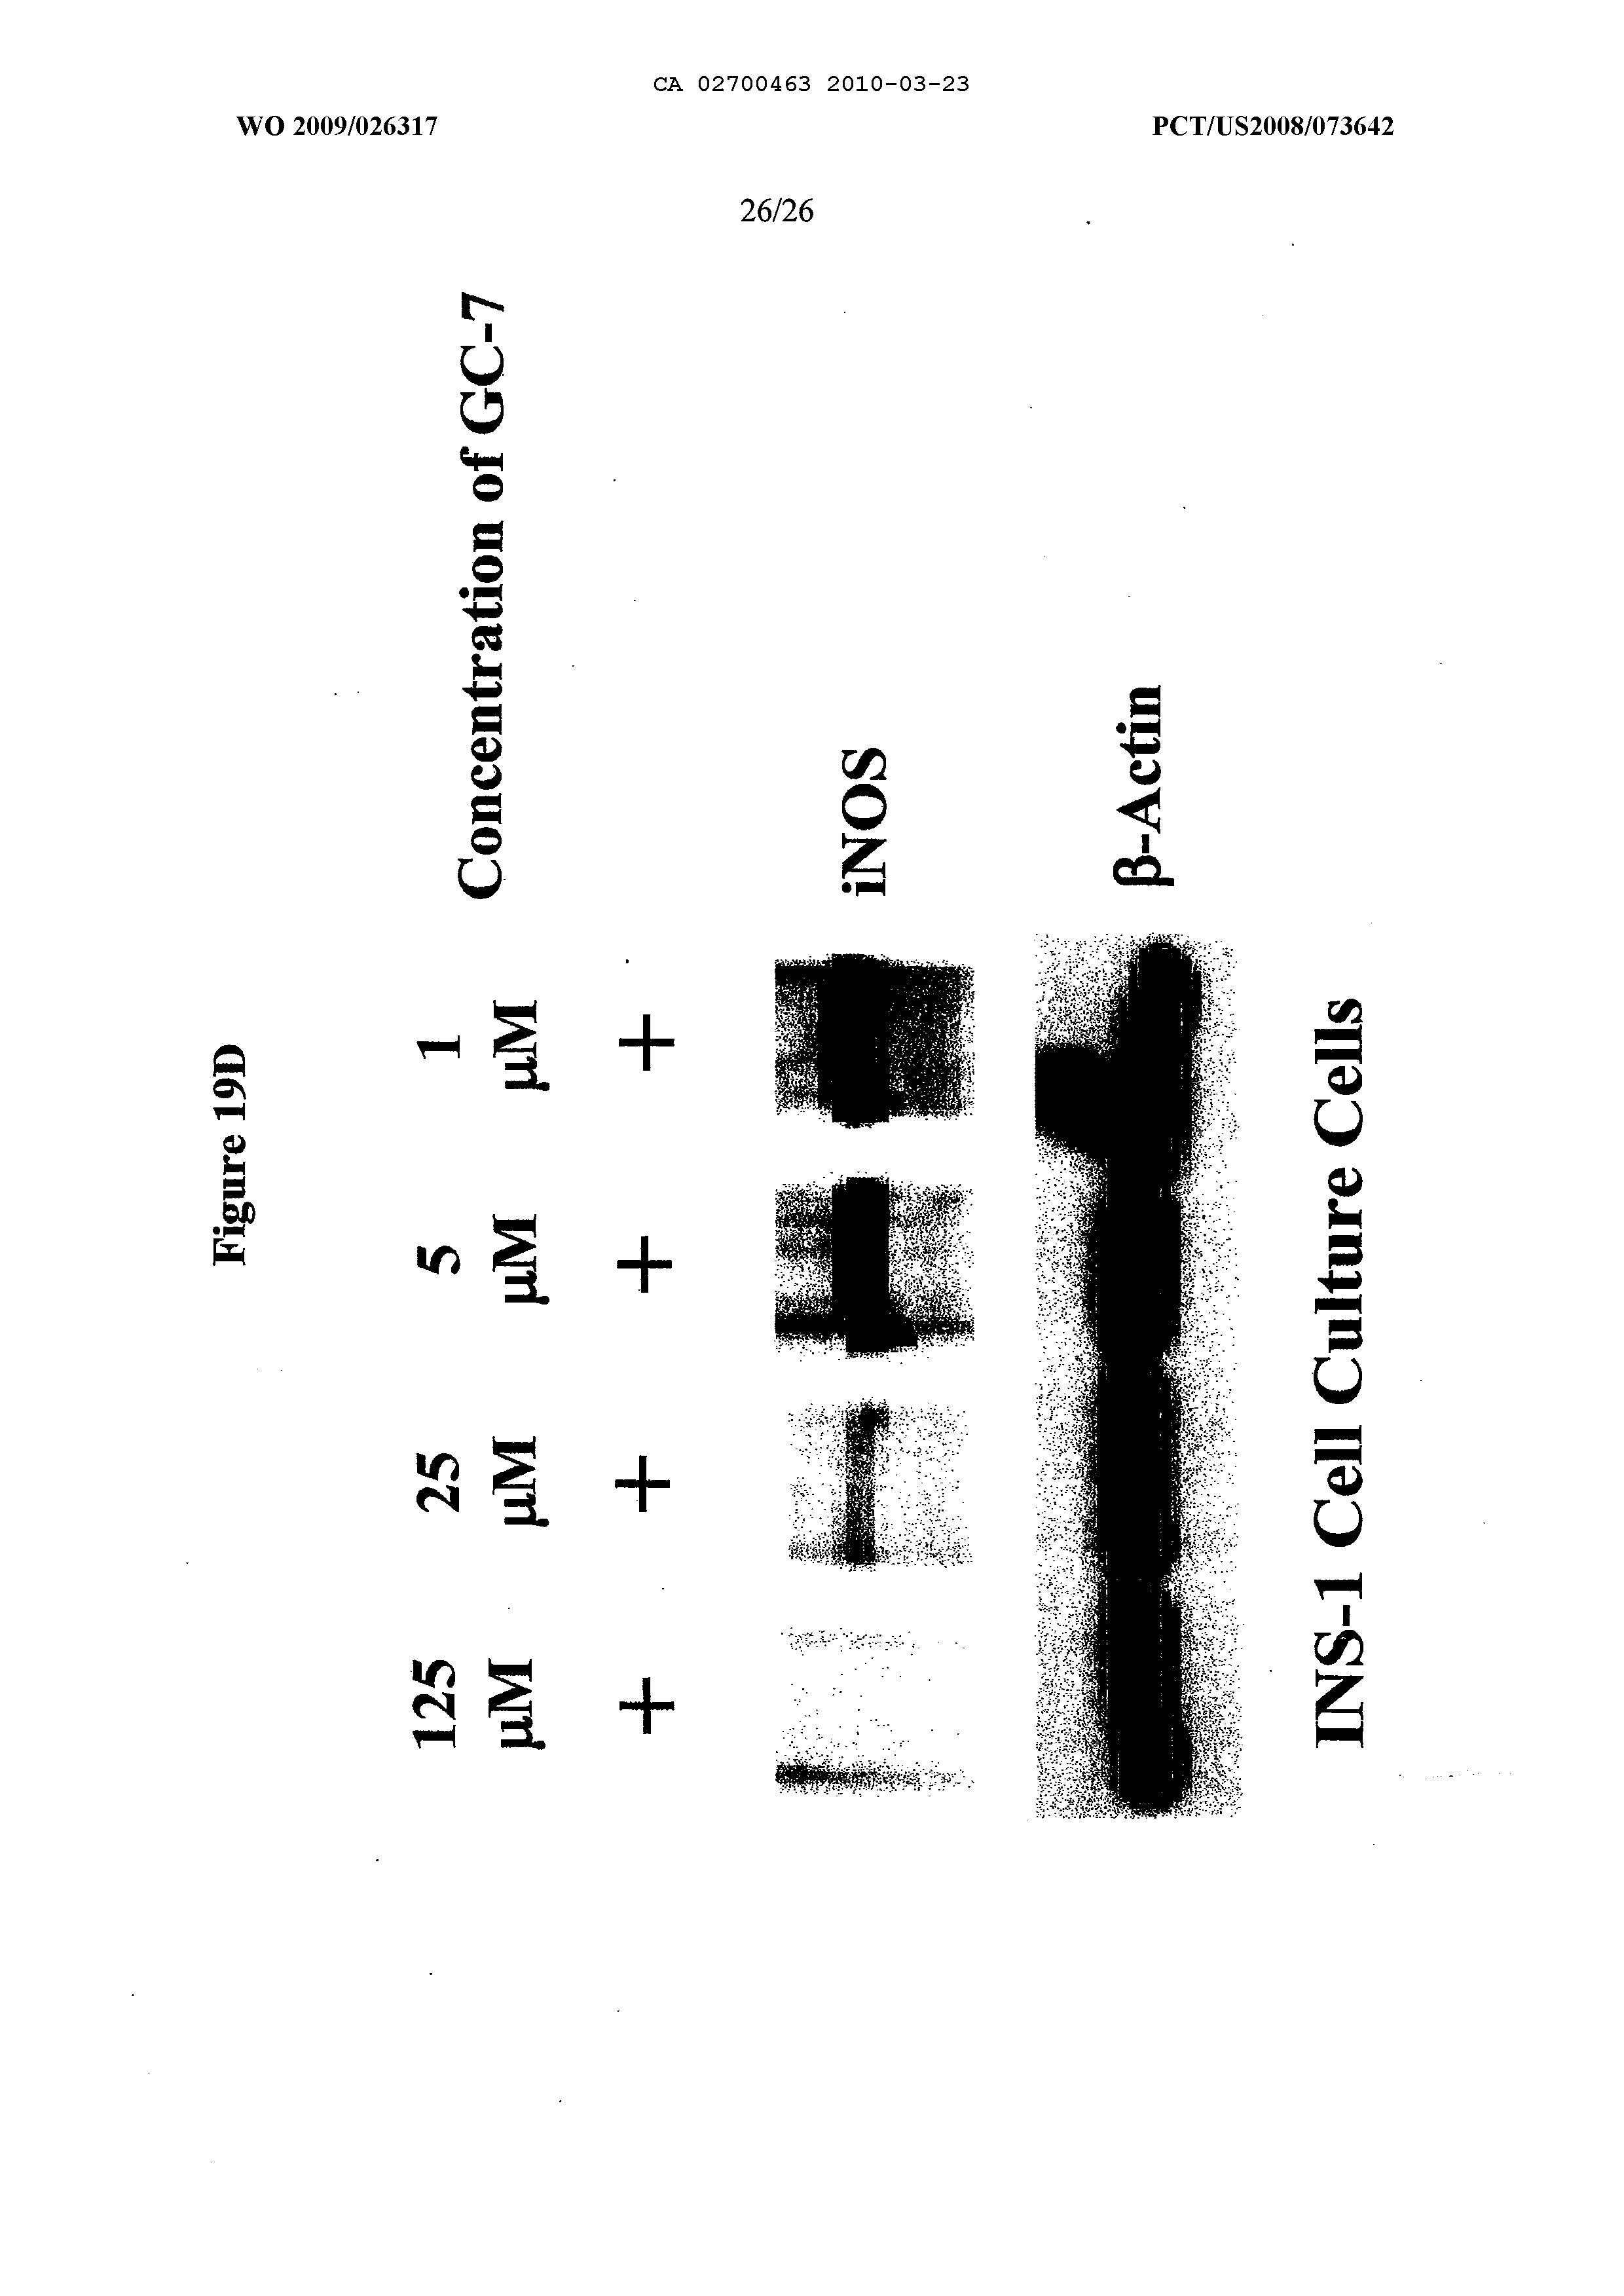 CA 02700463 2010-03-23
WO 2009/026317 PCT/US2008/073642
26/26
Figure 19D
125 25 5 1 Concentration of GC-7
µM µM µM µM
+ + + +
iNOS
β-Actin
INS-1 Cell Culture Cells